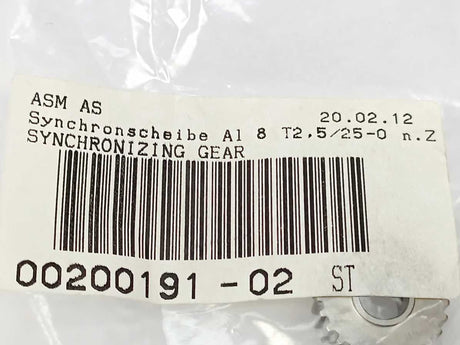 ASM AS 20.02.12
Synchronscheibe Al 8 T2,5/25-0 n.Z
SYNCHRONIZING GEAR
00200191 -02 ST